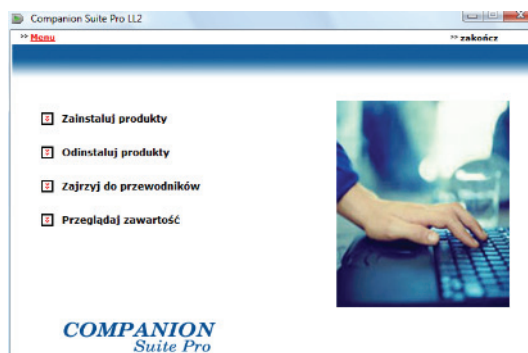 Companion Suite Pro LL2
>> Menu >> zakończ
Zainstaluj produkty
Odinstaluj produkty
Zajrzyj do przewodników
Przeglądaj zawartość
COMPANION
Suite Pro